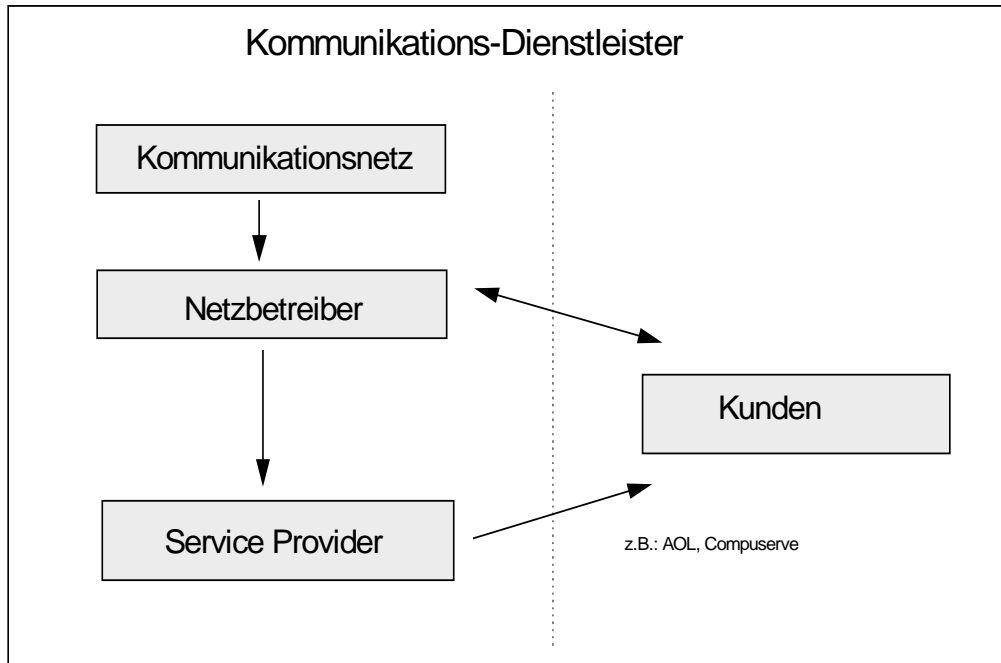 Kommunikations-Dienstleister
Kommunikationsnetz
Netzbetreiber
Kunden
Service Provider
z.B.: AOL, Compuserve